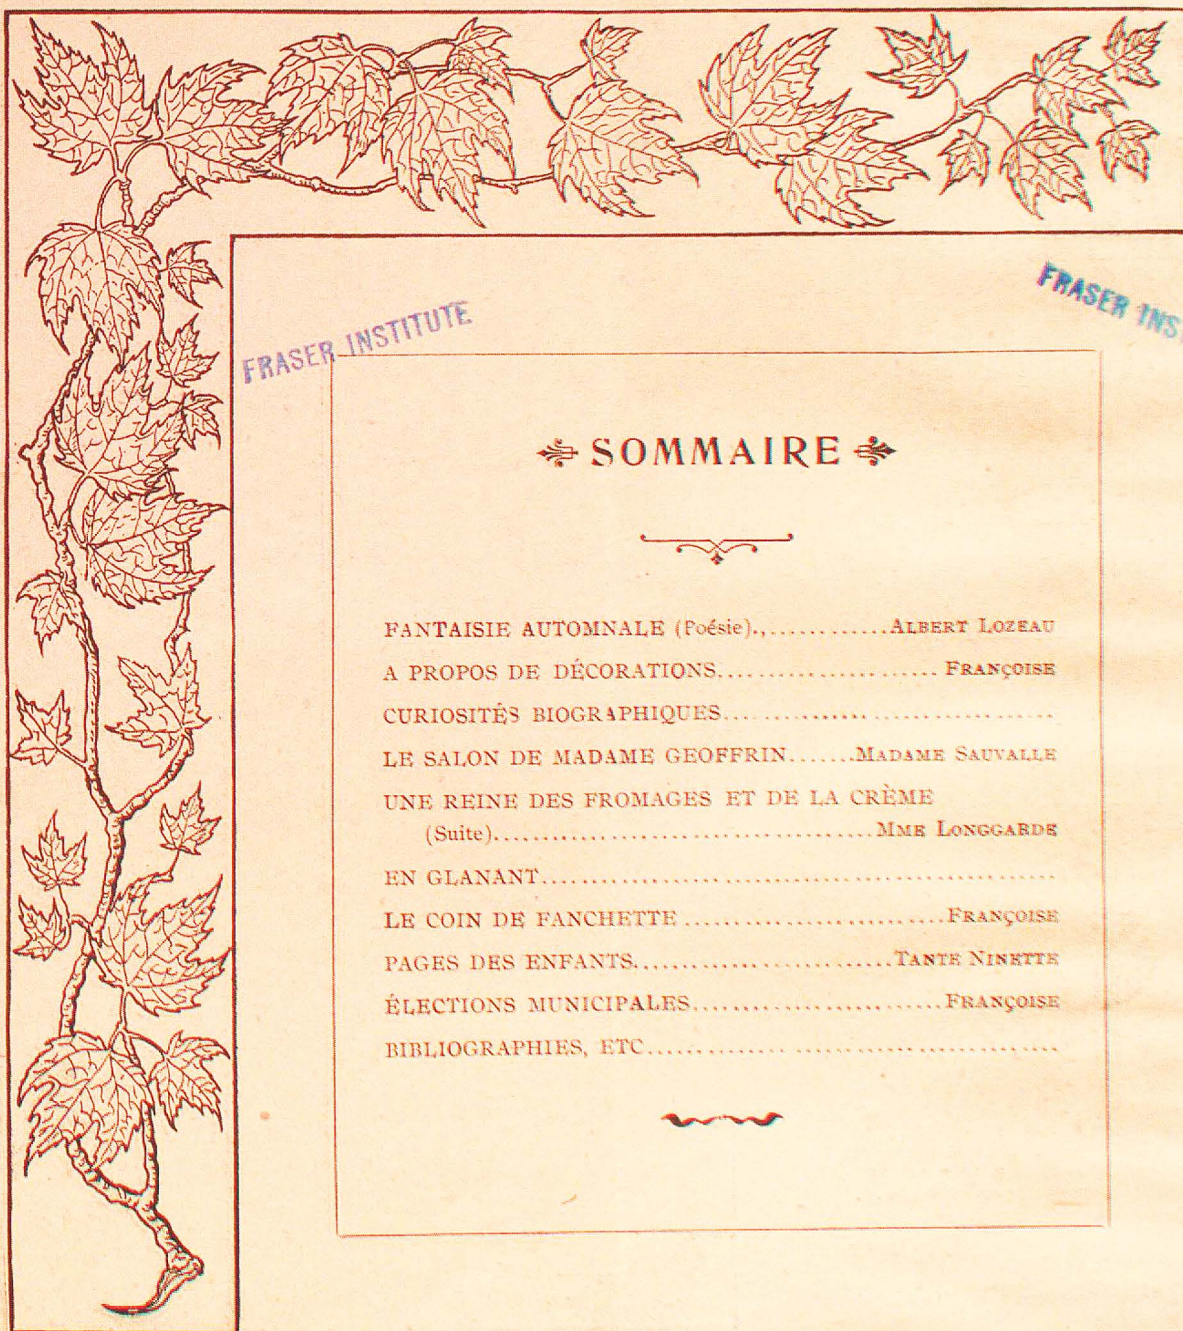 FRASER INSTITUTE
FRASER INS
SOMMAIRE
FANTAISIE AUTOMNALE (Poésie).,............ALBERT LOZEAU
A PROPOS DE DÉCORATIONS...................... FRANÇOISE
CURIOSITÉS BIOGRAPHIQUES..................................
LE SALON DE MADAME GEOFFRIN.......MADAME SAUVALLE
UNE REINE DES FROMAGES ET DE LA CRÈME
(Suite).....................................MME LONGGARDE
EN GLANANT...................................................
LE COIN DE FANCHETTE ..........................FRANÇOISE
PAGES DES ENFANTS..........................TANTE NINETTE
ÉLECTIONS MUNICIPALES.........................FRANÇOISE
BIBLIOGRAPHIES, ETC.........................................